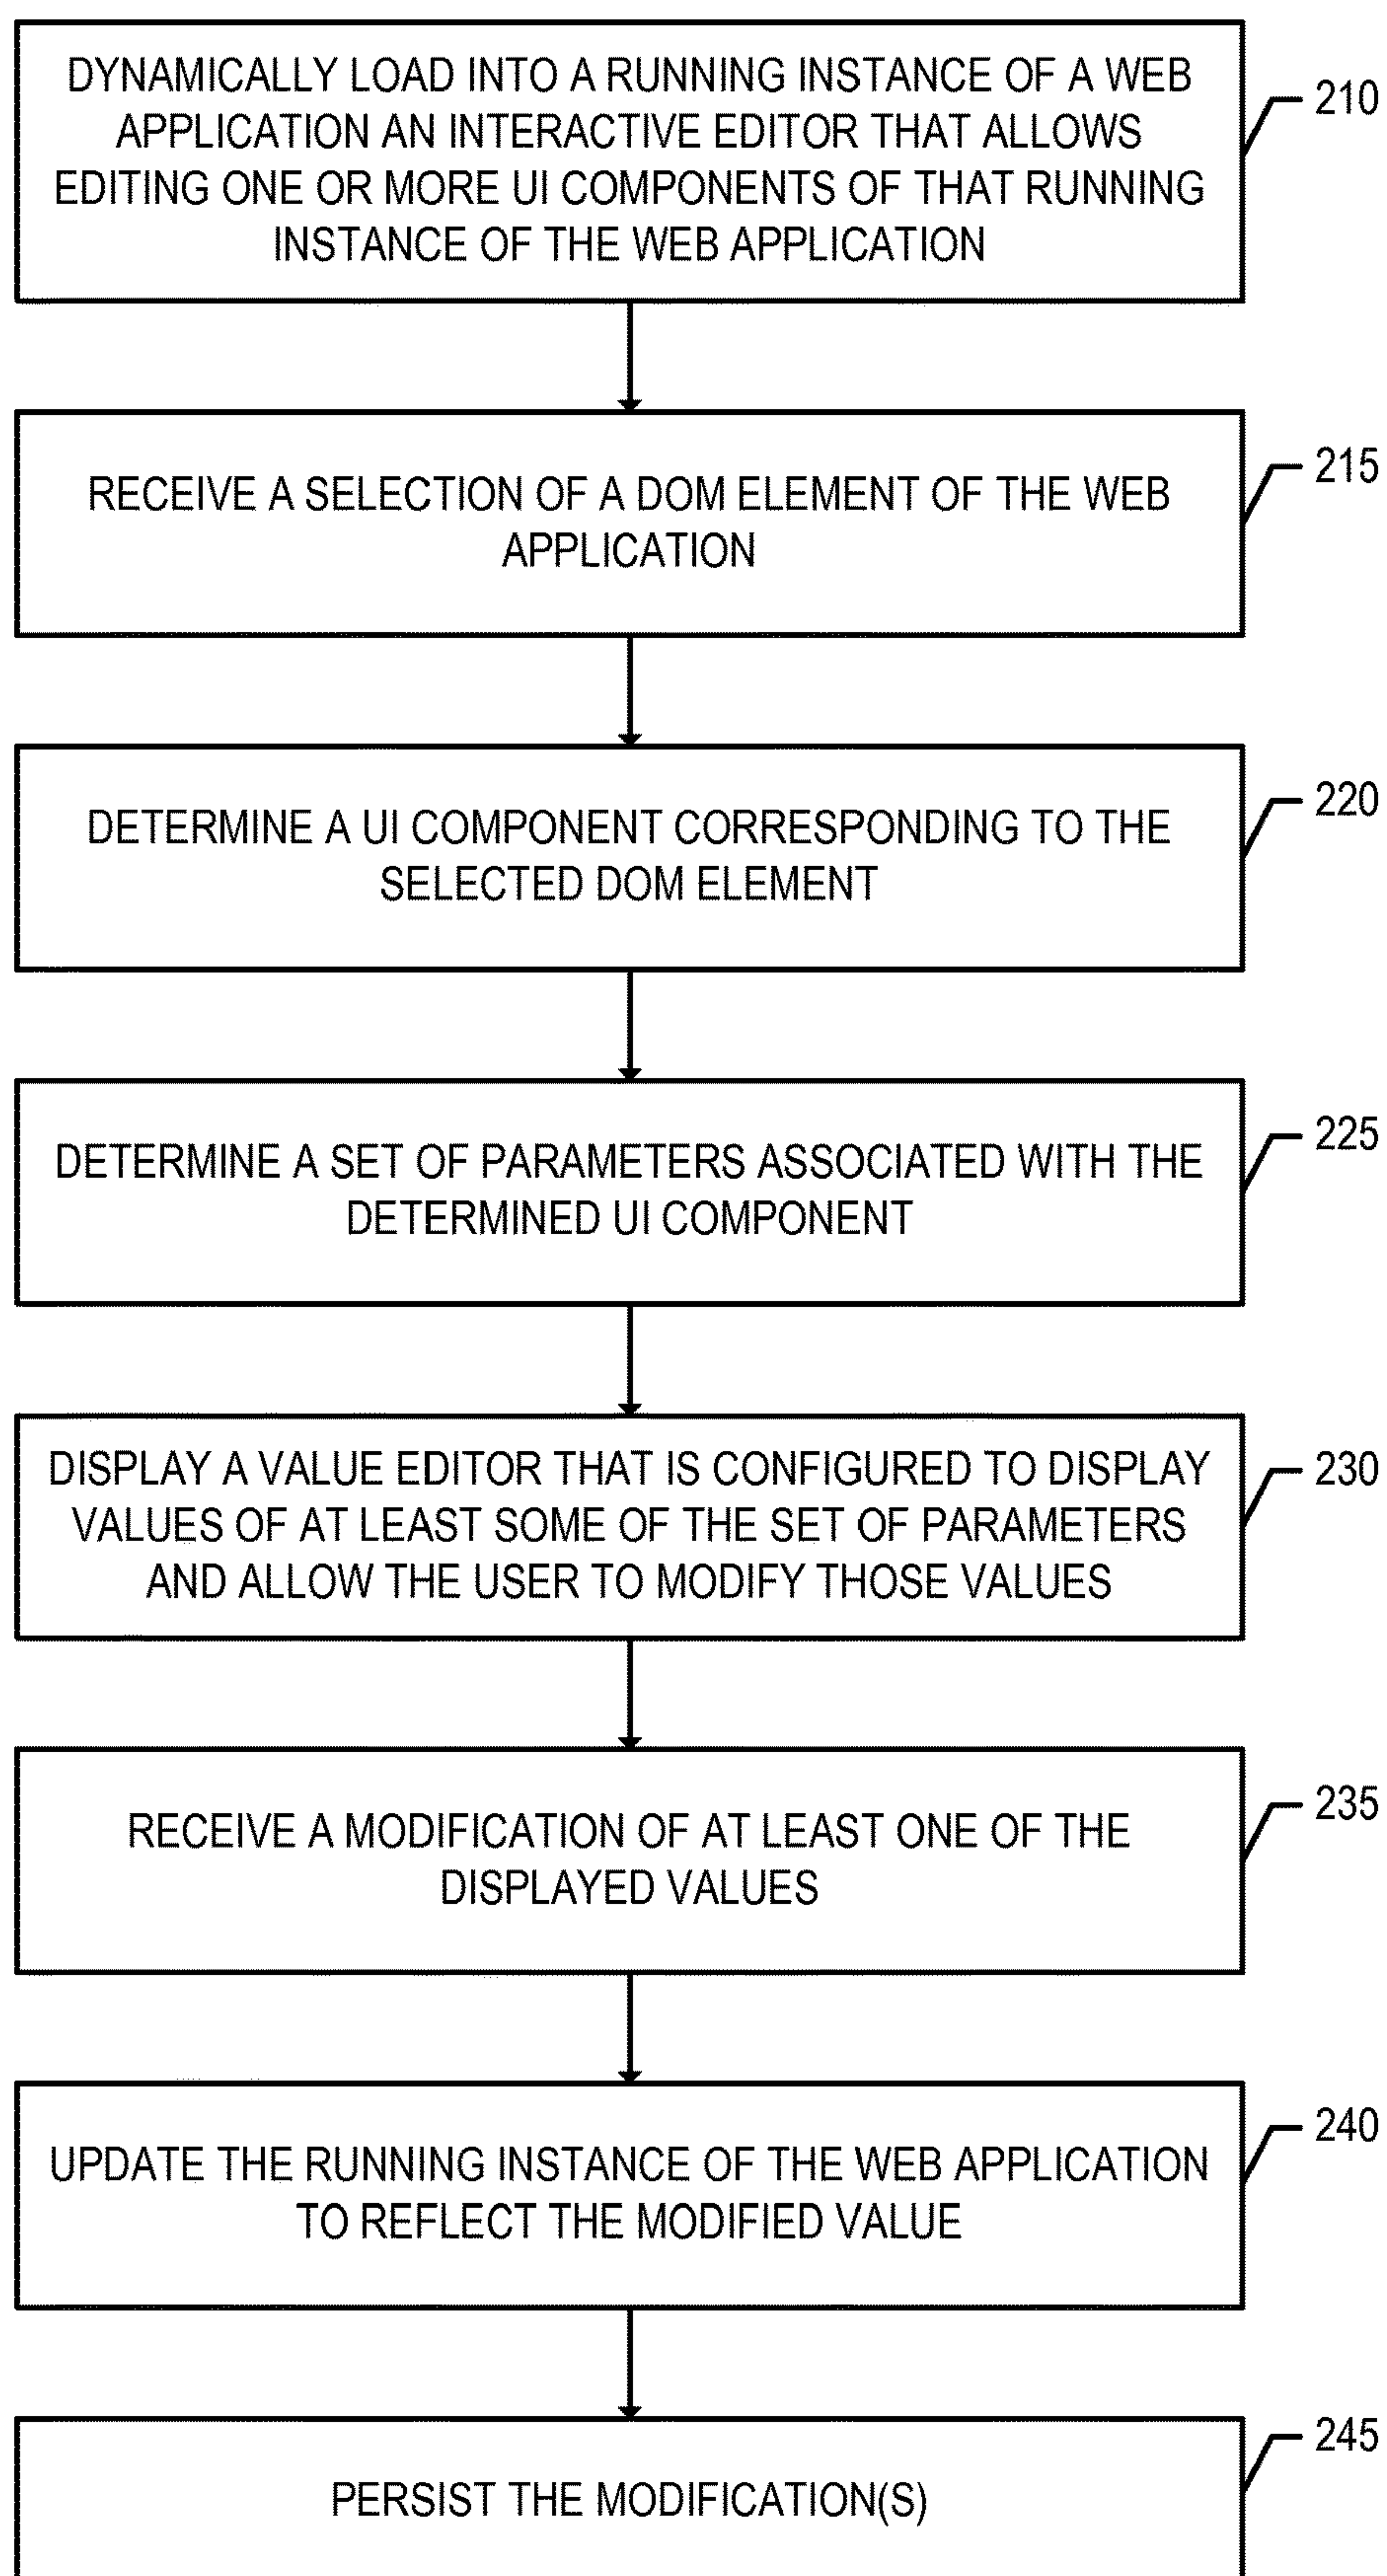 DYNAMICALLY LOAD INTO A RUNNING INSTANCE OF A WEB
APPLICATION AN INTERACTIVE EDITOR THAT ALLOWS
EDITING ONE OR MORE UI COMPONENTS OF THAT RUNNING
INSTANCE OF THE WEB APPLICATION
210
RECEIVE A SELECTION OF A DOM ELEMENT OF THE WEB
APPLICATION
215
DETERMINE A UI COMPONENT CORRESPONDING TO THE
SELECTED DOM ELEMENT
220
DETERMINE A SET OF PARAMETERS ASSOCIATED WITH THE
DETERMINED UI COMPONENT
225
DISPLAY A VALUE EDITOR THAT IS CONFIGURED TO DISPLAY
VALUES OF AT LEAST SOME OF THE SET OF PARAMETERS
AND ALLOW THE USER TO MODIFY THOSE VALUES
230
RECEIVE A MODIFICATION OF AT LEAST ONE OF THE
DISPLAYED VALUES
235
UPDATE THE RUNNING INSTANCE OF THE WEB APPLICATION
TO REFLECT THE MODIFIED VALUE
240
PERSIST THE MODIFICATION(S)
245